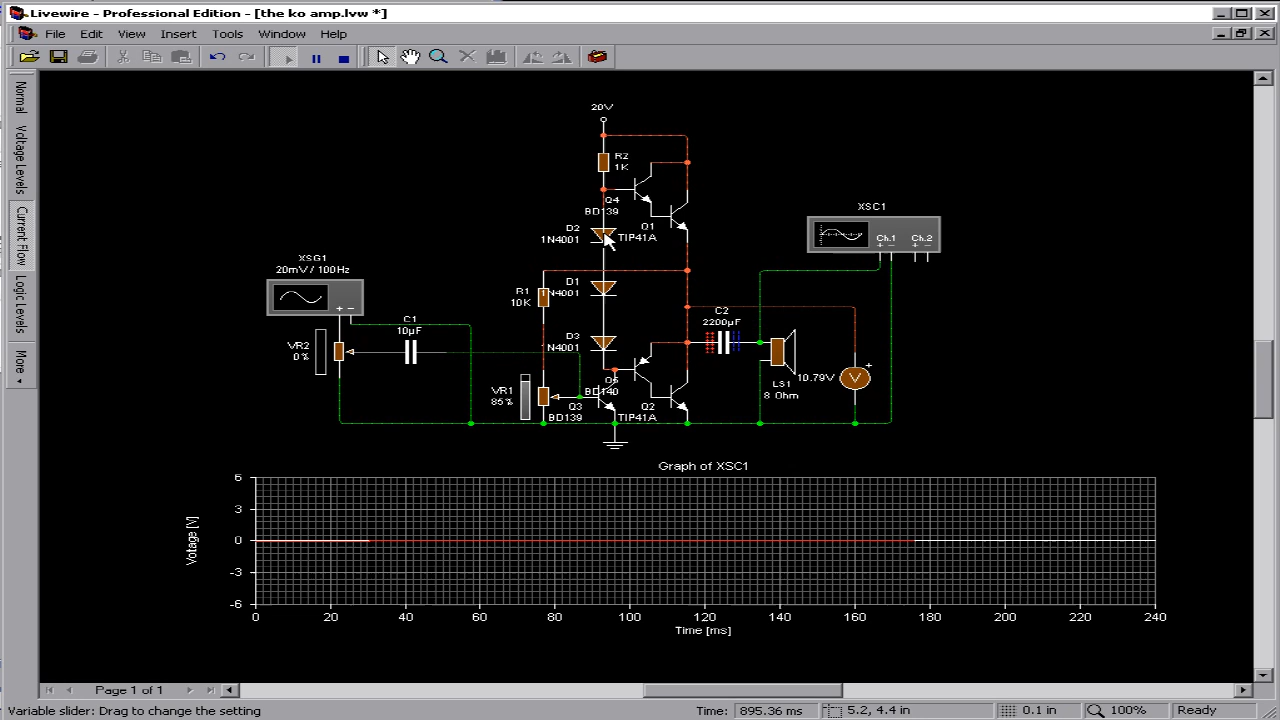 Livewire - Professional Edition - [the ko amp.lvw *]
File Edit View Insert Tools Window Help
Normal
Voltage Levels
Current Flow
Logic Levels
More
20V
R2
1K
Q4
BD139
D2
1N4001
Q1
TIP41A
XSC1
Ch.1 Ch.2
+ - + -
XSG1
20mV / 100Hz
+ -
R1
10K
D1
1N4001
C1
10µF
C2
2200µF
VR2
0%
D3
N4001
LS1
8 Ohm
10.79V
V
+
VR1
85%
Q5
BD140
Q3
BD139
Q2
TIP41A
Graph of XSC1
Voltage [V]
6
3
0
-3
-6
0 20 40 60 80 100 120 140 160 180 200 220 240
Time [ms]
Page 1 of 1
Variable slider: Drag to change the setting
Time: 895.36 ms
5.2, 4.4 in
0.1 in
100%
Ready